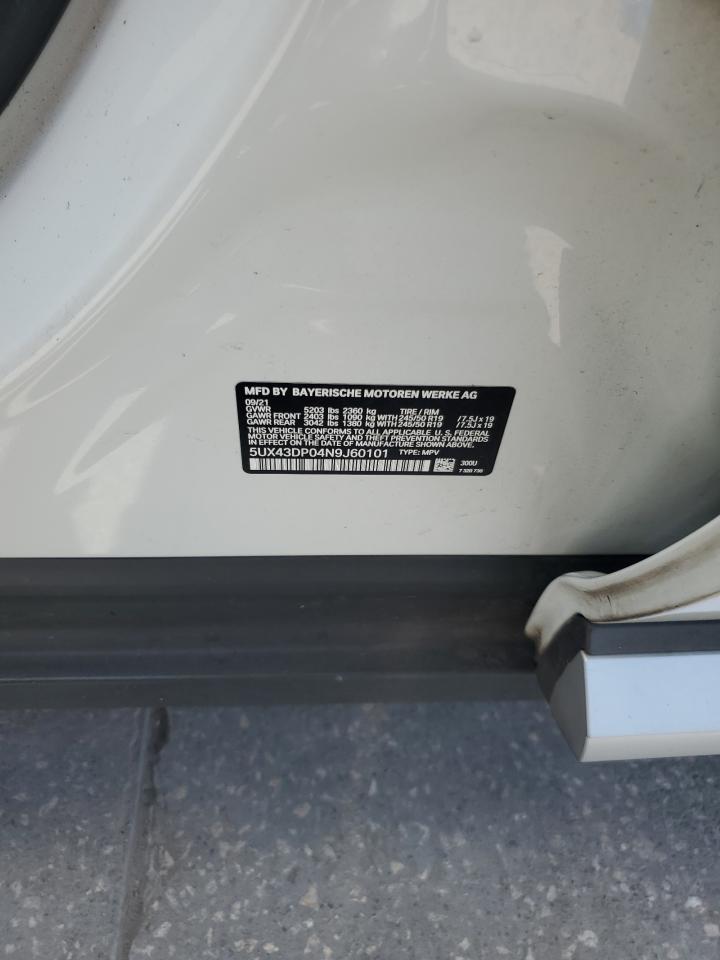 MFD BY BAYERISCHE MOTOREN WERKE AG
09/21
GVWR 5203 lbs 2360 kg TIRE / RIM
GAWR FRONT 2403 lbs 1090 kg WITH 245/50 R19 /7.5J x 19
GAWR REAR 3042 lbs 1380 kg WITH 245/50 R19 /7.5J x 19
THIS VEHICLE CONFORMS TO ALL APPLICABLE U. S. FEDERAL
MOTOR VEHICLE SAFETY AND THEFT PREVENTION STANDARDS
IN EFFECT ON THE DATE OF MANUFACTURE SHOWN ABOVE.
5UX43DP04N9J60101 TYPE: MPV
300U